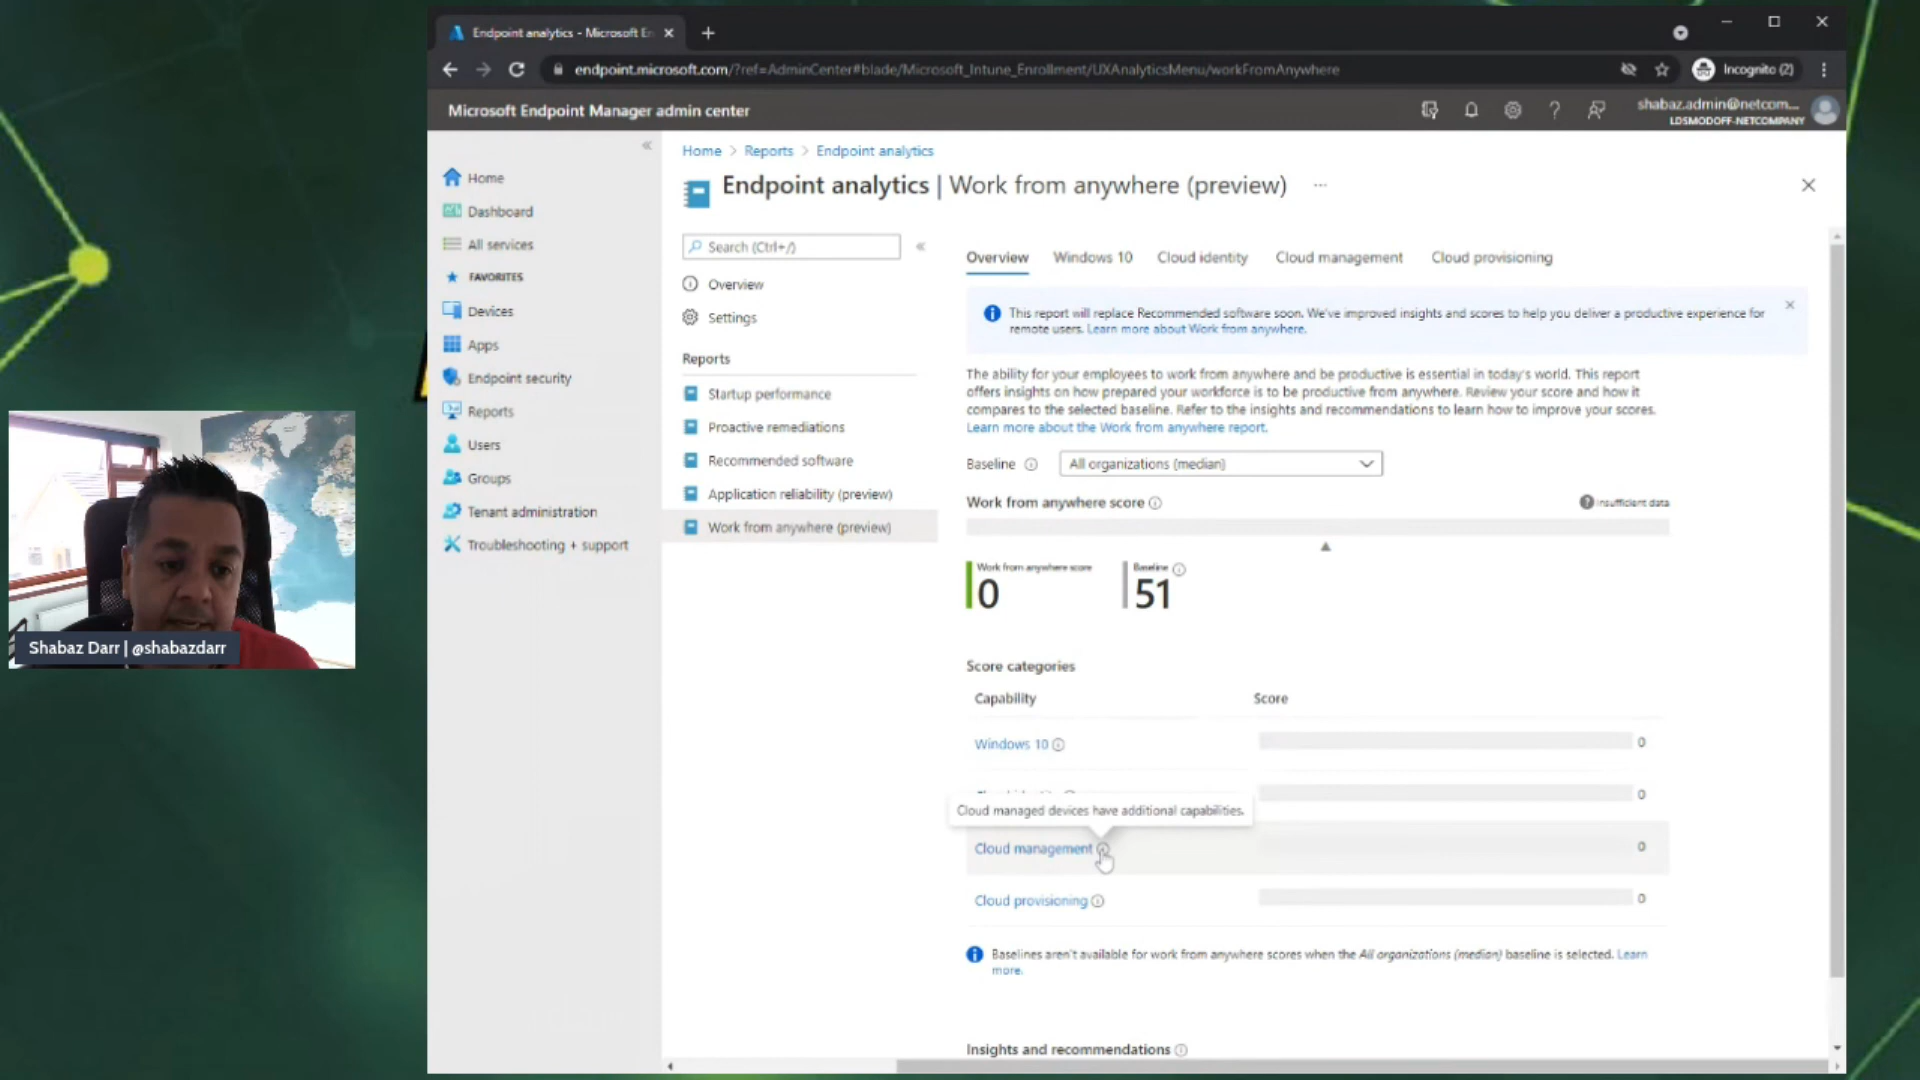 Endpoint analytics - Microsoft En
endpoint.microsoft.com/?ref=AdminCenter#blade/Microsoft_Intune_Enrollment/UXAnalyticsMenu/workFromAnywhere
Incognito (2)
Microsoft Endpoint Manager admin center
shabaz.admin@netcom...
LDSMODOFF-NETCOMPANY
Home
Dashboard
All services
FAVORITES
Devices
Apps
Endpoint security
Reports
Users
Groups
Tenant administration
Troubleshooting + support
Home > Reports > Endpoint analytics
Endpoint analytics | Work from anywhere (preview) ...
Search (Ctrl+/)
Overview
Settings
Reports
Startup performance
Proactive remediations
Recommended software
Application reliability (preview)
Work from anywhere (preview)
Overview Windows 10 Cloud identity Cloud management Cloud provisioning
This report will replace Recommended software soon. We've improved insights and scores to help you deliver a productive experience for
remote users. Learn more about Work from anywhere.
The ability for your employees to work from anywhere and be productive is essential in today's world. This report
offers insights on how prepared your workforce is to be productive from anywhere. Review your score and how it
compares to the selected baseline. Refer to the insights and recommendations to learn how to improve your scores.
Learn more about the Work from anywhere report.
Baseline All organizations (median)
Work from anywhere score Insufficient data
Work from anywhere score Baseline
0 51
Score categories
Capability Score
Windows 10 0
0
Cloud managed devices have additional capabilities.
Cloud management 0
Cloud provisioning 0
Baselines aren't available for work from anywhere scores when the All organizations (median) baseline is selected. Learn
more.
Insights and recommendations
Shabaz Darr | @shabazdarr